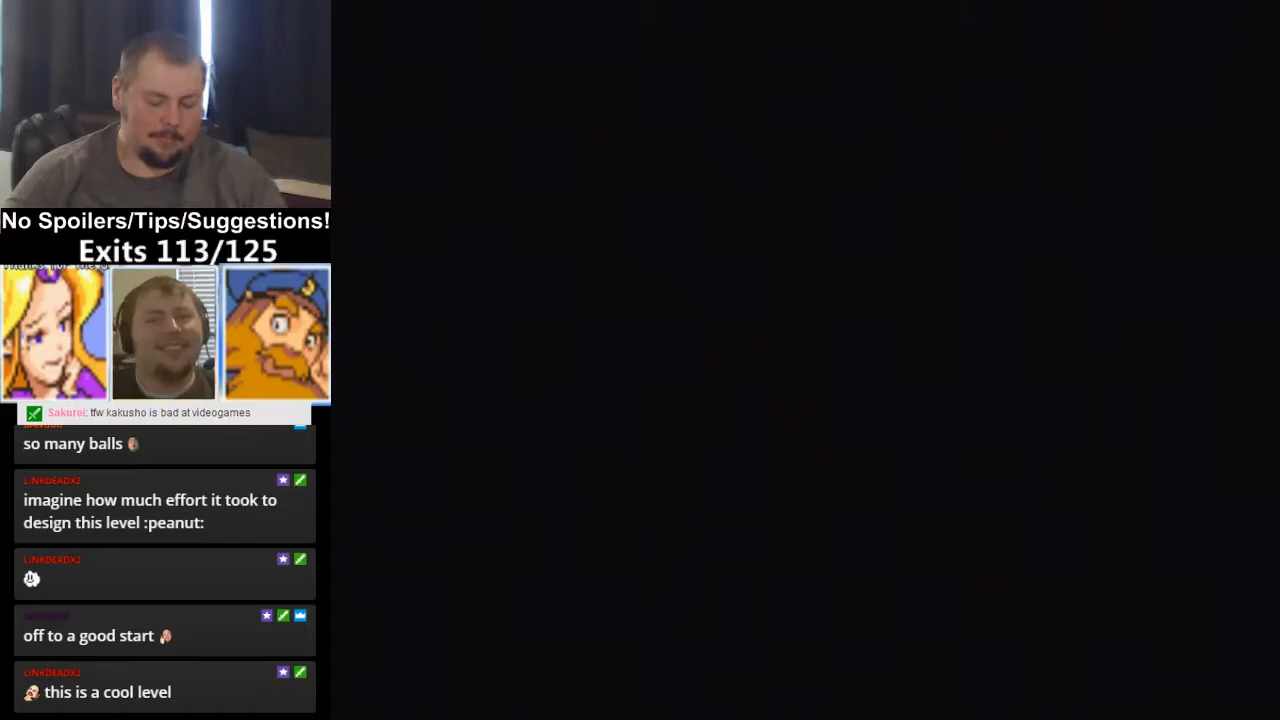 No Spoilers/Tips/Suggestions!
Exits 113/125
Sakurei: tfw kakusho is bad at videogames
so many balls
LINKDEADX2
imagine how much effort it took to
design this level :peanut:
LINKDEADX2
off to a good start
LINKDEADX2
this is a cool level